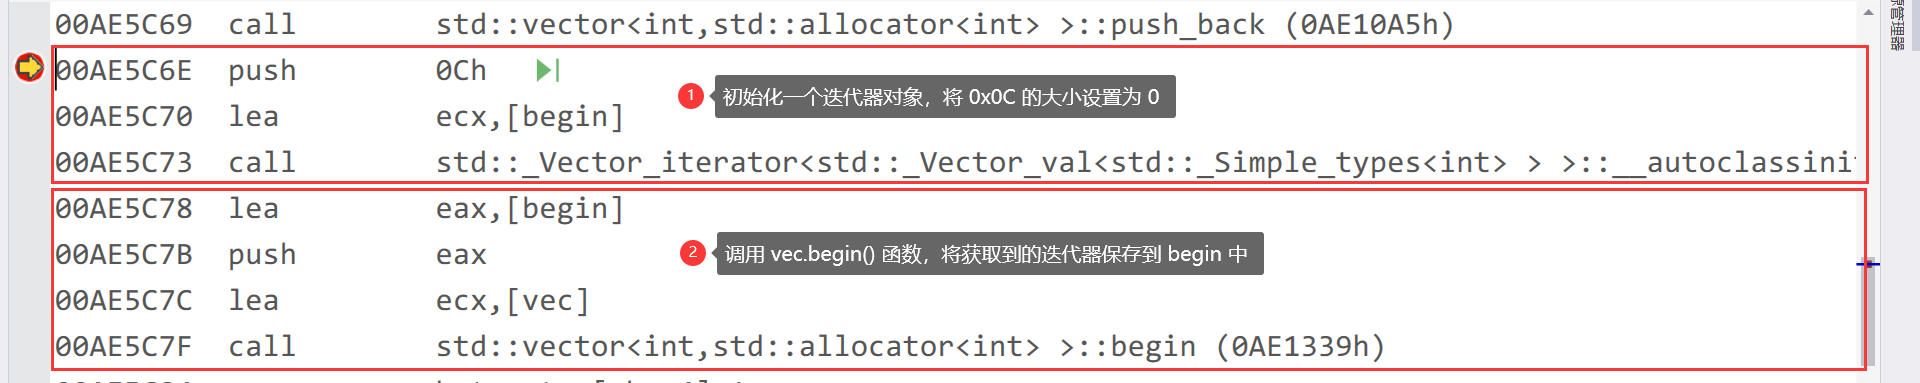 00AE5C69 call std::vector<int,std::allocator<int> >::push_back (0AE10A5h)
00AE5C6E push 0Ch
1 初始化一个迭代器对象，将 0x0C 的大小设置为 0
00AE5C70 lea ecx,[begin]
00AE5C73 call std::_Vector_iterator<std::_Vector_val<std::_Simple_types<int> > >::__autoclassini
00AE5C78 lea eax,[begin]
00AE5C7B push eax
2 调用 vec.begin() 函数，将获取到的迭代器保存到 begin 中
00AE5C7C lea ecx,[vec]
00AE5C7F call std::vector<int,std::allocator<int> >::begin (0AE1339h)
管理器